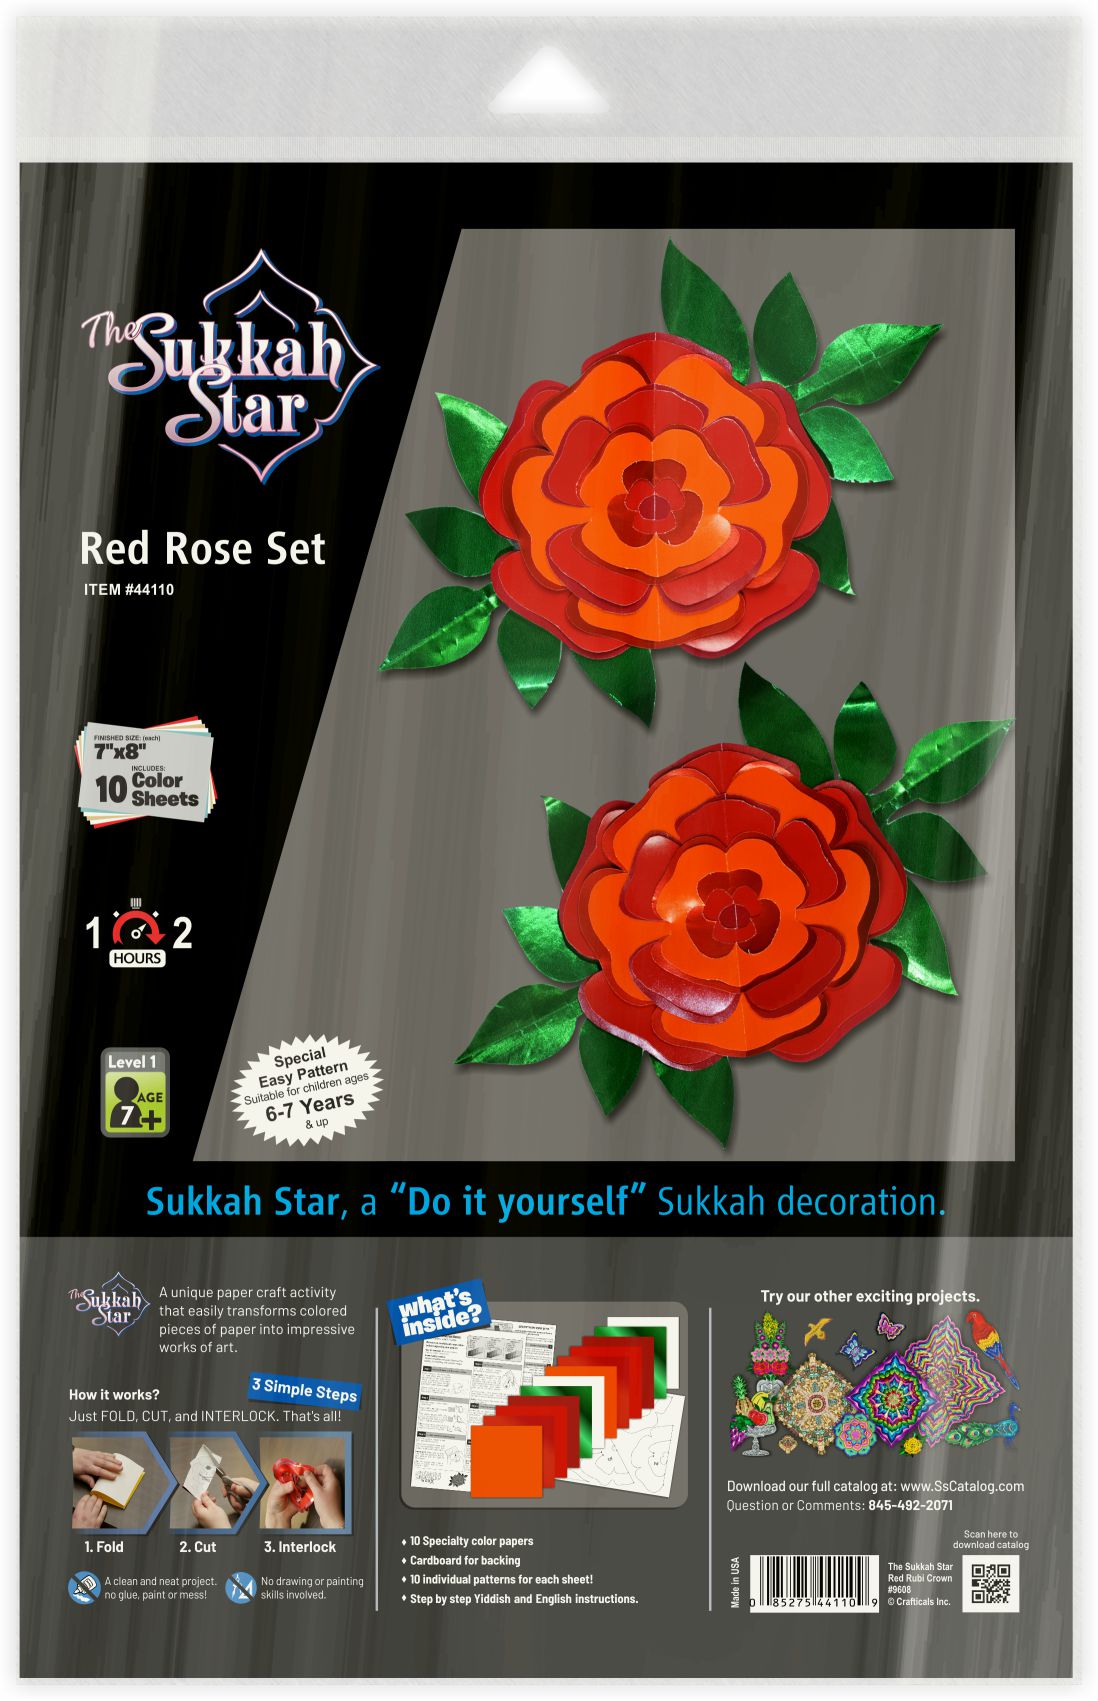 The
Sukkah
Star
Red Rose Set
ITEM #44110
FINISHED SIZE: (each)
7"x8"
INCLUDES:
10 Color
Sheets
1 2
HOURS
Level 1
AGE
7+
Special
Easy Pattern
Suitable for children ages
6-7 Years
& up
Sukkah Star, a “Do it yourself” Sukkah decoration.
The
Sukkah
Star
A unique paper craft activity
that easily transforms colored
pieces of paper into impressive
works of art.
How it works?
3 Simple Steps
Just FOLD, CUT, and INTERLOCK. That's all!
1. Fold
2. Cut
3. Interlock
A clean and neat project.
no glue, paint or mess!
No drawing or painting
skills involved.
what's
inside?
♦ 10 Specialty color papers
♦ Cardboard for backing
♦ 10 individual patterns for each sheet!
♦ Step by step Yiddish and English instructions.
Try our other exciting projects.
Download our full catalog at: www.SsCatalog.com
Question or Comments: 845-492-2071
Scan here to
download catalog
Made in USA
0 85275 44110 9
The Sukkah Star
Red Rubi Crown
#9608
© Crafticals Inc.